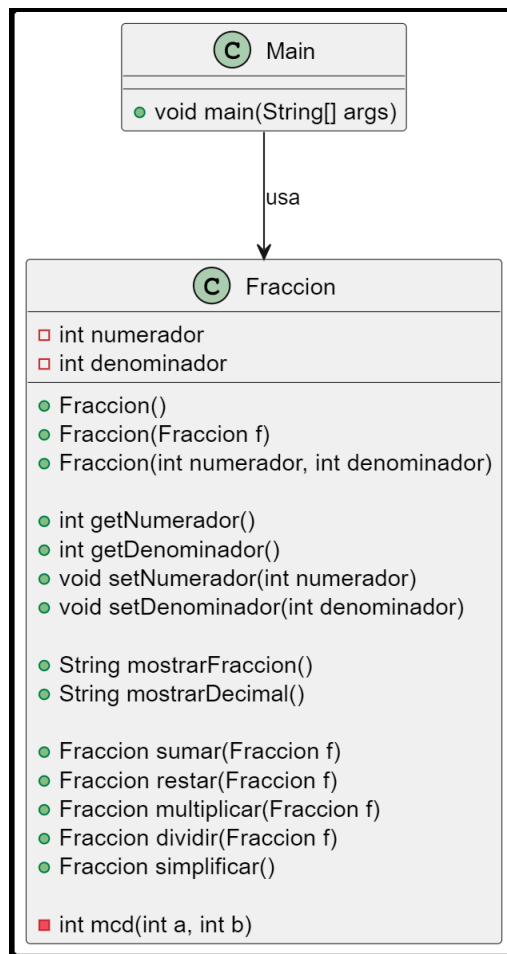 C Main
void main(String[] args)
usa
C Fraccion
int numerador
int denominador
Fraccion()
Fraccion(Fraccion f)
Fraccion(int numerador, int denominador)
int getNumerador()
int getDenominador()
void setNumerador(int numerador)
void setDenominador(int denominador)
String mostrarFraccion()
String mostrarDecimal()
Fraccion sumar(Fraccion f)
Fraccion restar(Fraccion f)
Fraccion multiplicar(Fraccion f)
Fraccion dividir(Fraccion f)
Fraccion simplificar()
int mcd(int a, int b)